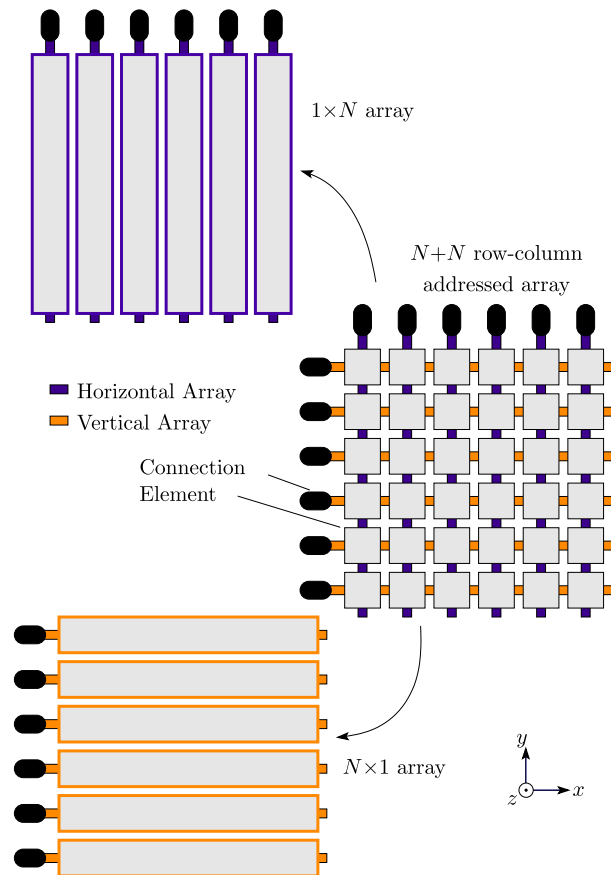 1×N array
N+N row-column
addressed array
Horizontal Array
Vertical Array
Connection
Element
N×1 array
y
z
x